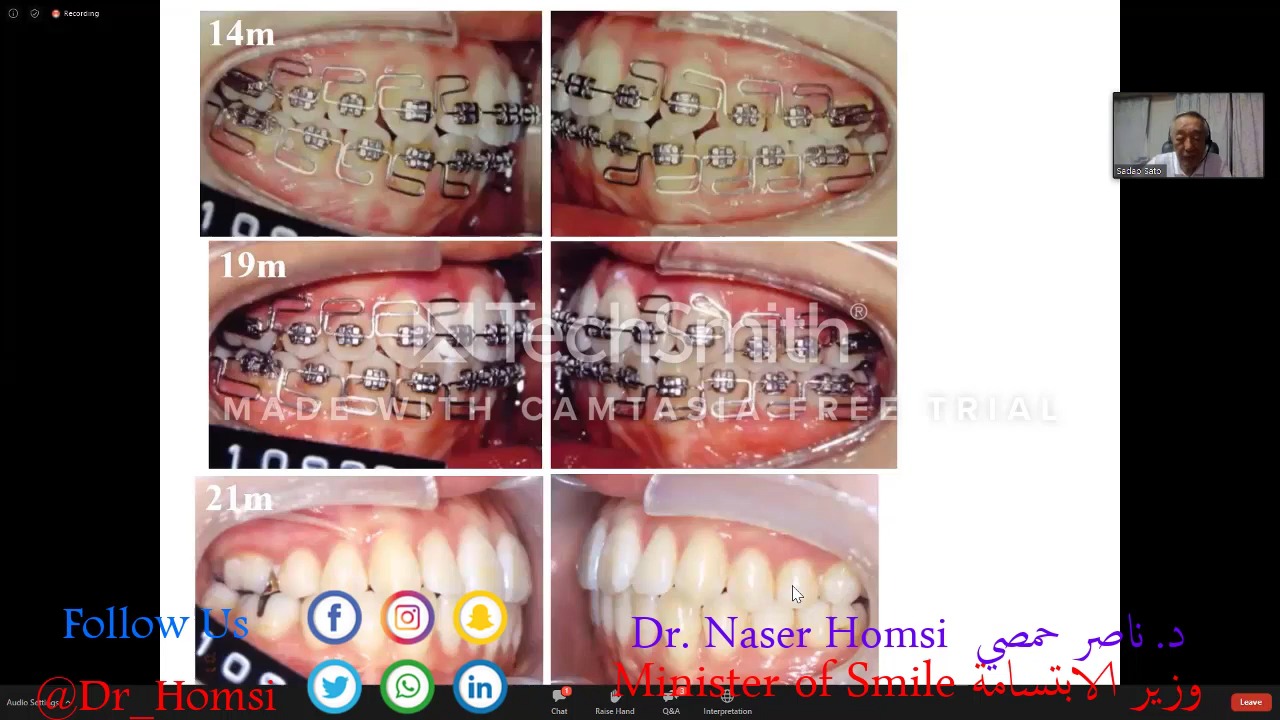 Recording
14m
Sadao Sato
19m
TechSmith®
MADE WITH CAMTASIA FREE TRIAL
21m
Follow Us
Dr. Naser Homsi د. ناصر حمصي
@Dr_Homsi
Minister of Smile وزير الابتسامة
Audio Settings
Chat
1
Raise Hand
Q&A
Interpretation
Leave